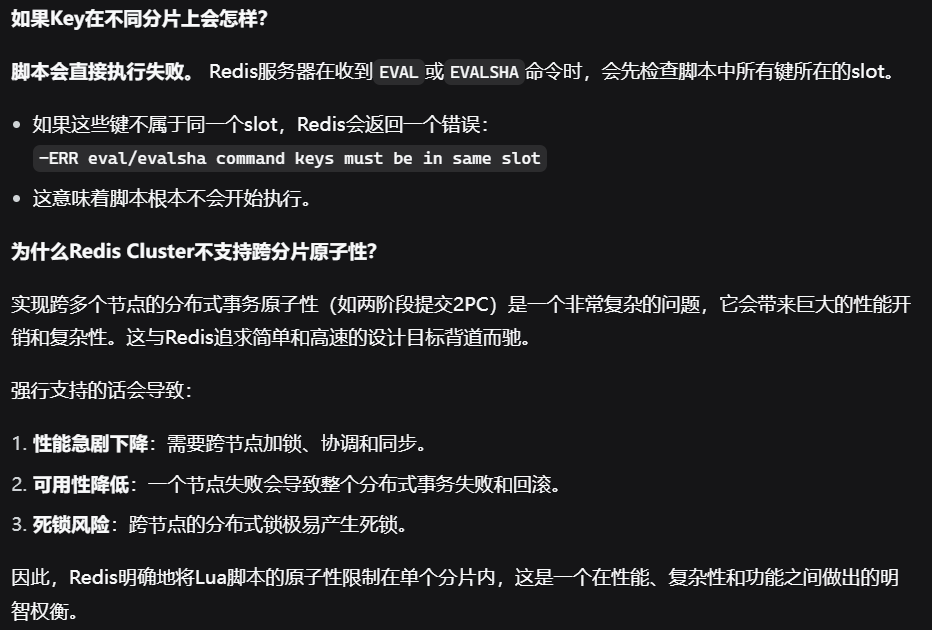 如果Key在不同分片上会怎样？
脚本会直接执行失败。 Redis服务器在收到 EVAL 或 EVALSHA 命令时，会先检查脚本中所有键所在的slot。
• 如果这些键不属于同一个slot，Redis会返回一个错误：
-ERR eval/evalsha command keys must be in same slot
• 这意味着脚本根本不会开始执行。
为什么Redis Cluster不支持跨分片原子性？
实现跨多个节点的分布式事务原子性（如两阶段提交2PC）是一个非常复杂的问题，它会带来巨大的性能开
销和复杂性。这与Redis追求简单和高速的设计目标背道而驰。
强行支持的话会导致：
1. 性能急剧下降：需要跨节点加锁、协调和同步。
2. 可用性降低：一个节点失败会导致整个分布式事务失败和回滚。
3. 死锁风险：跨节点的分布式锁极易产生死锁。
因此，Redis明确地将Lua脚本的原子性限制在单个分片内，这是一个在性能、复杂性和功能之间做出的明
智权衡。